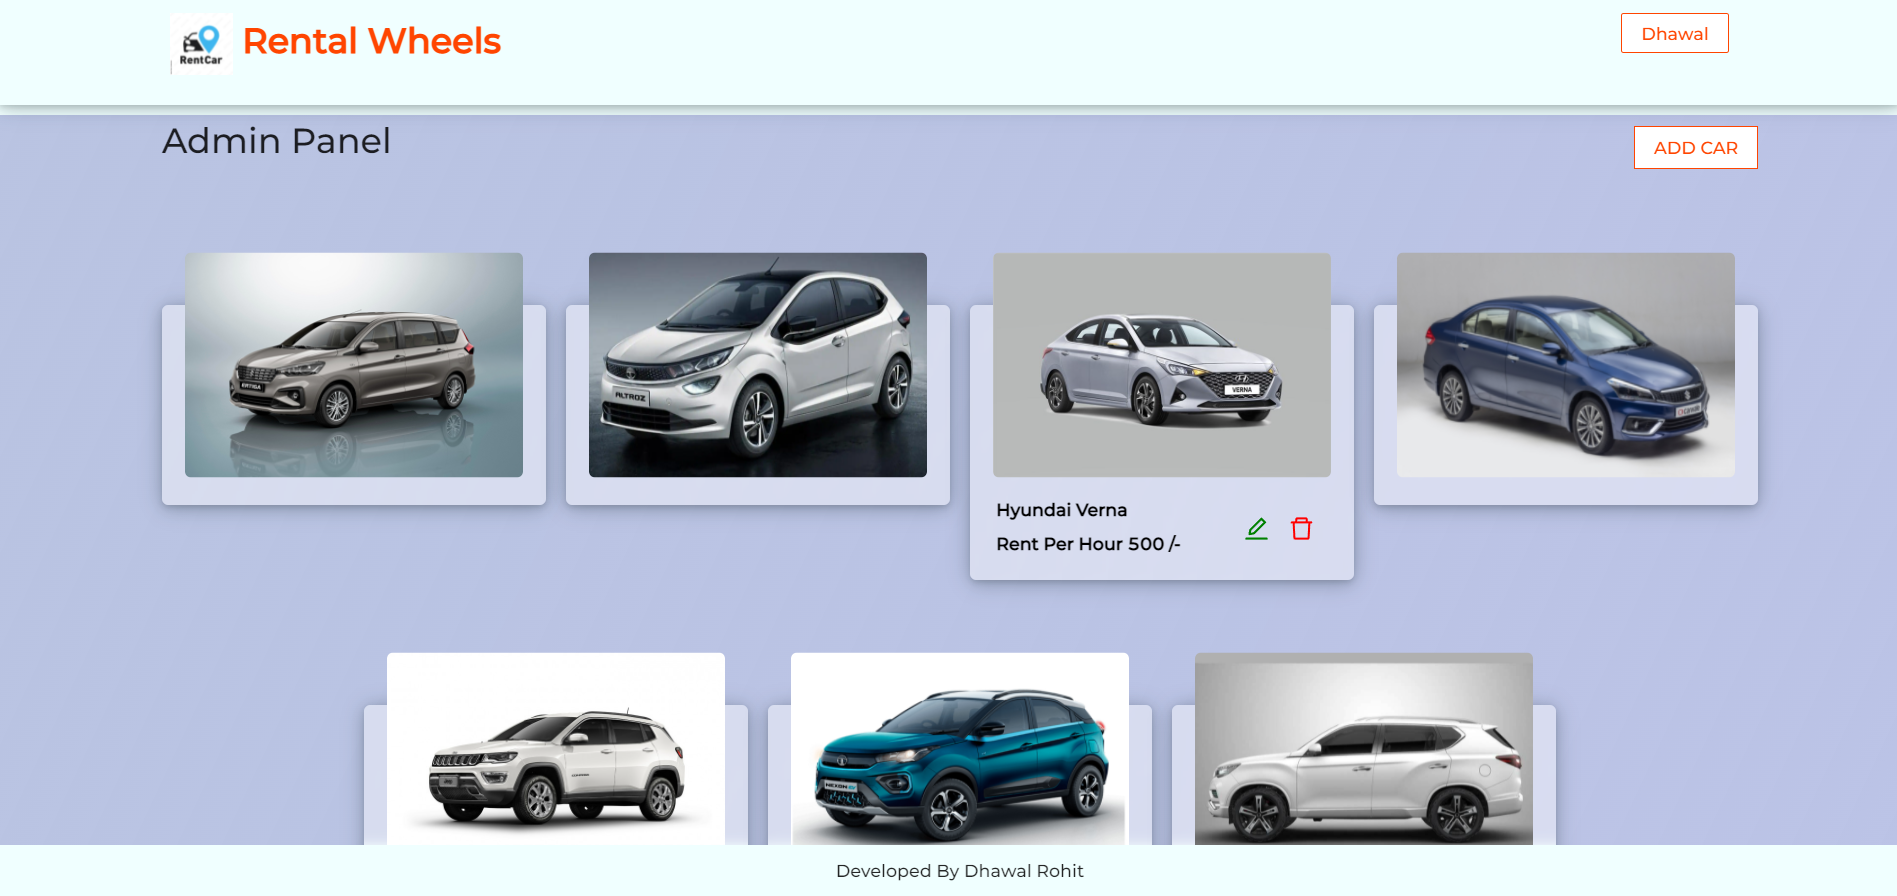 RentCar
Rental Wheels
Dhawal
Admin Panel
ADD CAR
ERTIGA
ALTROZ
VERNA
Hyundai Verna
Rent Per Hour 500 /-
NEXON EV
Developed By Dhawal Rohit